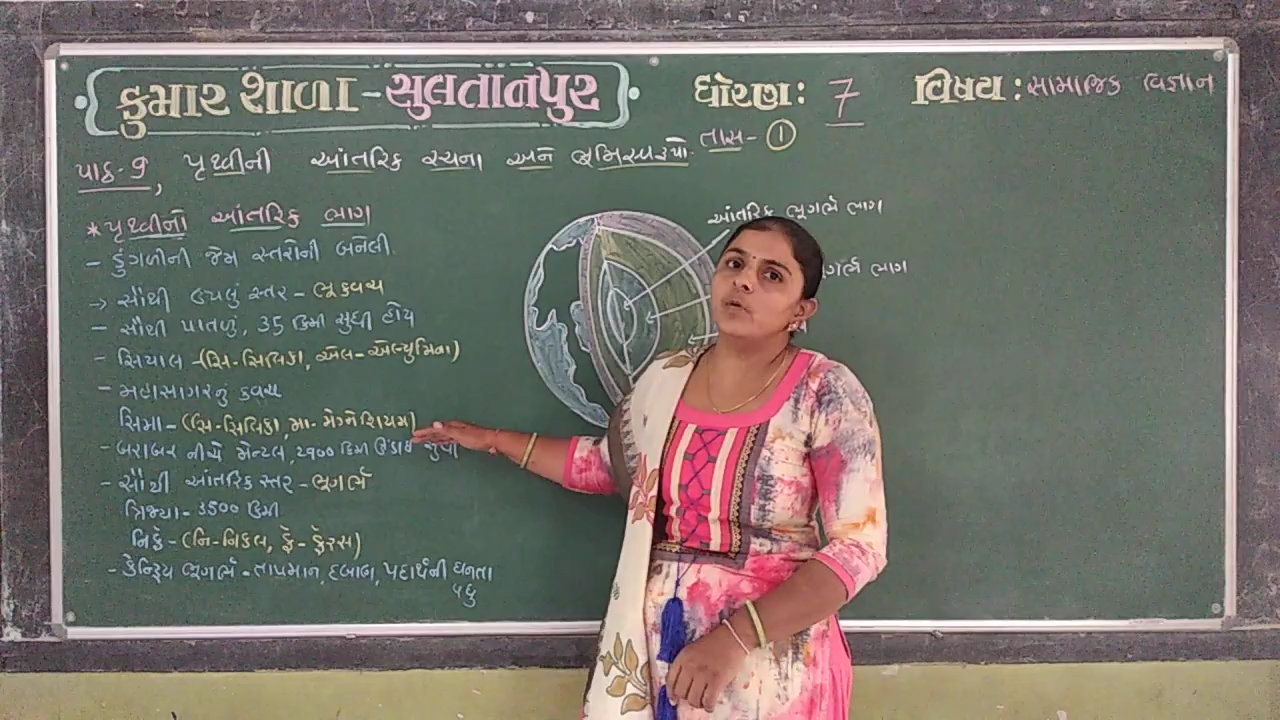 કુમાર શાળા - સુલતાનપુર ધોરણ : 7 વિષય : સામાજિક વિજ્ઞાન
પાઠ-9, પૃથ્વીની આંતરિક રચના અને ભૂમિસ્વરૂપો તાસ - 1
* પૃથ્વીનો આંતરિક ભાગ
- ડુંગળીની જેમ સ્તરોની બનેલી.
→ સૌથી ઉપલું સ્તર - ભૂકવચ
- સૌથી પાતળું, 35 કિમી સુધી હોય
- સિયાલ - (સિ-સિલિકા, એલ-એલ્યુમિના)
- મહાસાગરનું કવચ
સિમા - (સિ-સિલિકા, મા-મેગ્નેશિયમ)
- બરાબર નીચે મેન્ટલ, ૨૯૦૦ કિમી ઊંડાઈ સુધી
- સૌથી આંતરિક સ્તર - ભૂગર્ભ
ત્રિજ્યા - 3500 કિમી
નિફે - (નિ-નિકલ, ફે-ફેરસ)
- કેન્દ્રિય ભૂગર્ભ - તાપમાન, દબાણ, પદાર્થની ઘનતા
વધુ
આંતરિક ભૂગર્ભ ભાગ
ભાગ